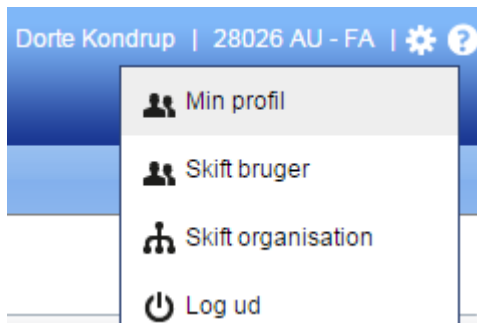 Dorte Kondrup | 28026 AU - FA |
Min profil
Skift bruger
Skift organisation
Log ud